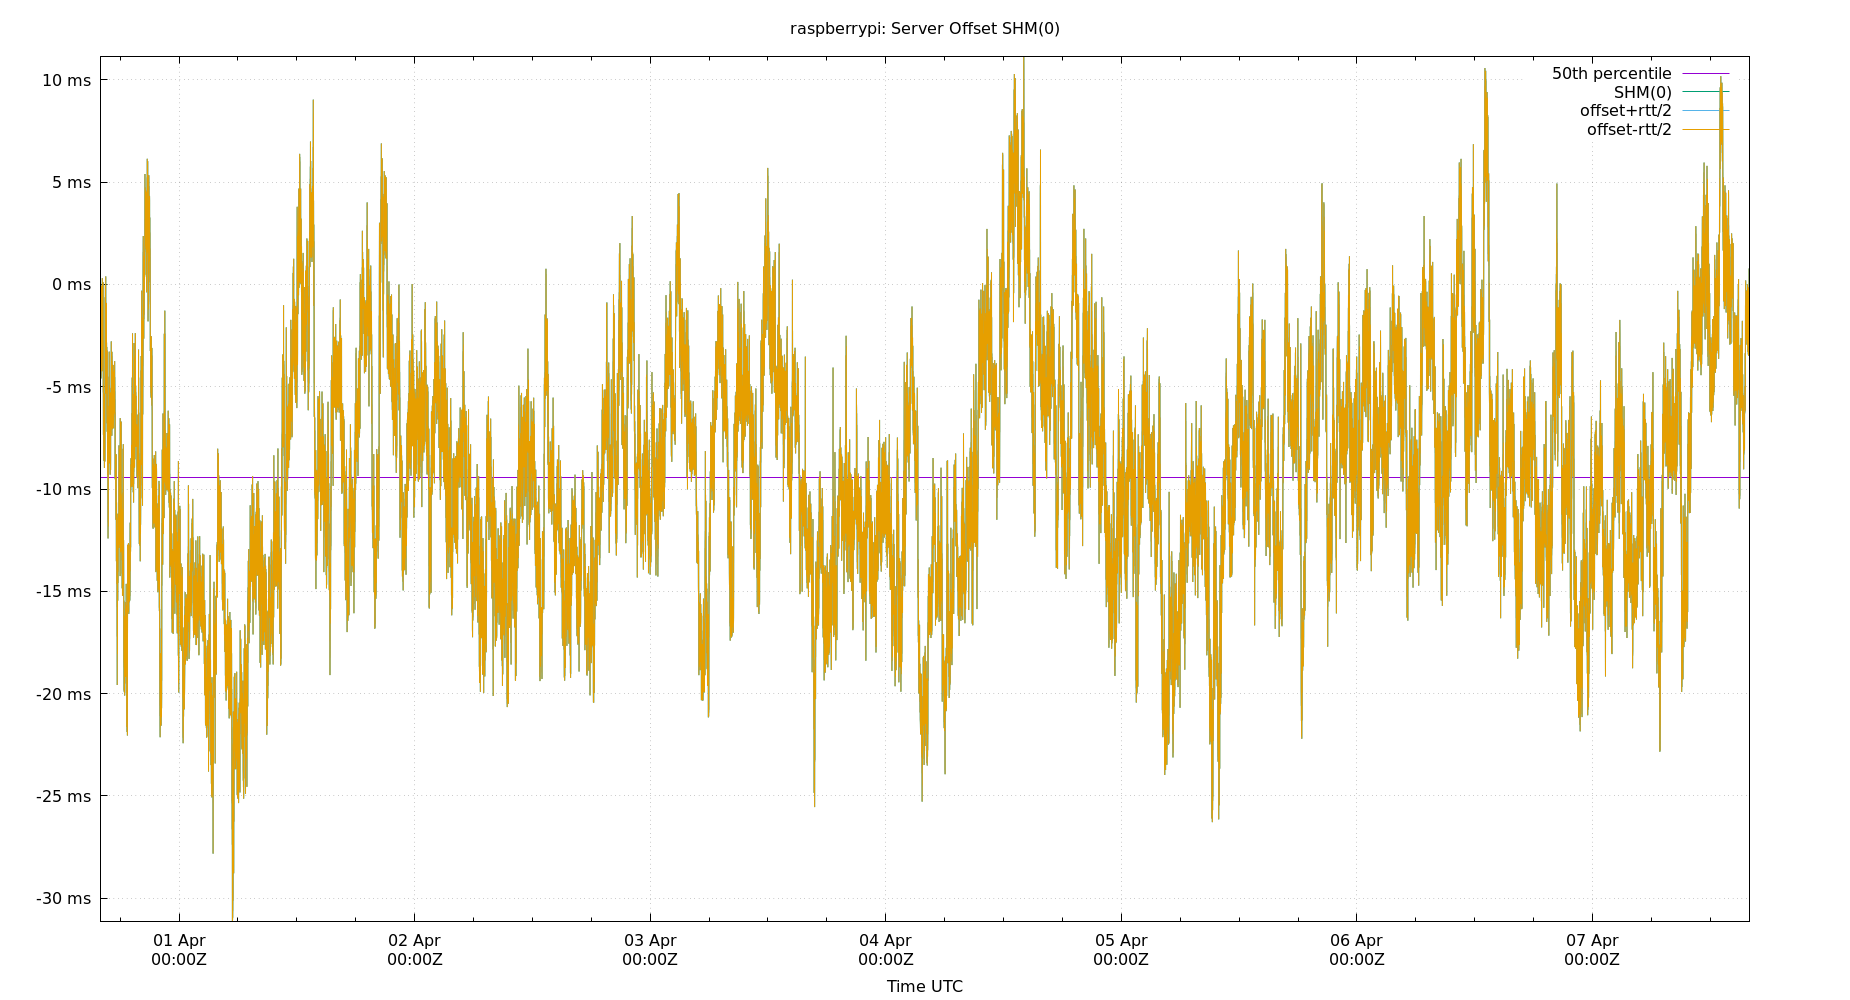 raspberrypi: Server Offset SHM(0)
50th percentile
SHM(0)
offset+rtt/2
offset-rtt/2
10 ms
5 ms
0 ms
-5 ms
-10 ms
-15 ms
-20 ms
-25 ms
-30 ms
01 Apr 02 Apr 03 Apr 04 Apr 05 Apr 06 Apr 07 Apr
00:00Z 00:00Z 00:00Z 00:00Z 00:00Z 00:00Z 00:00Z
Time UTC